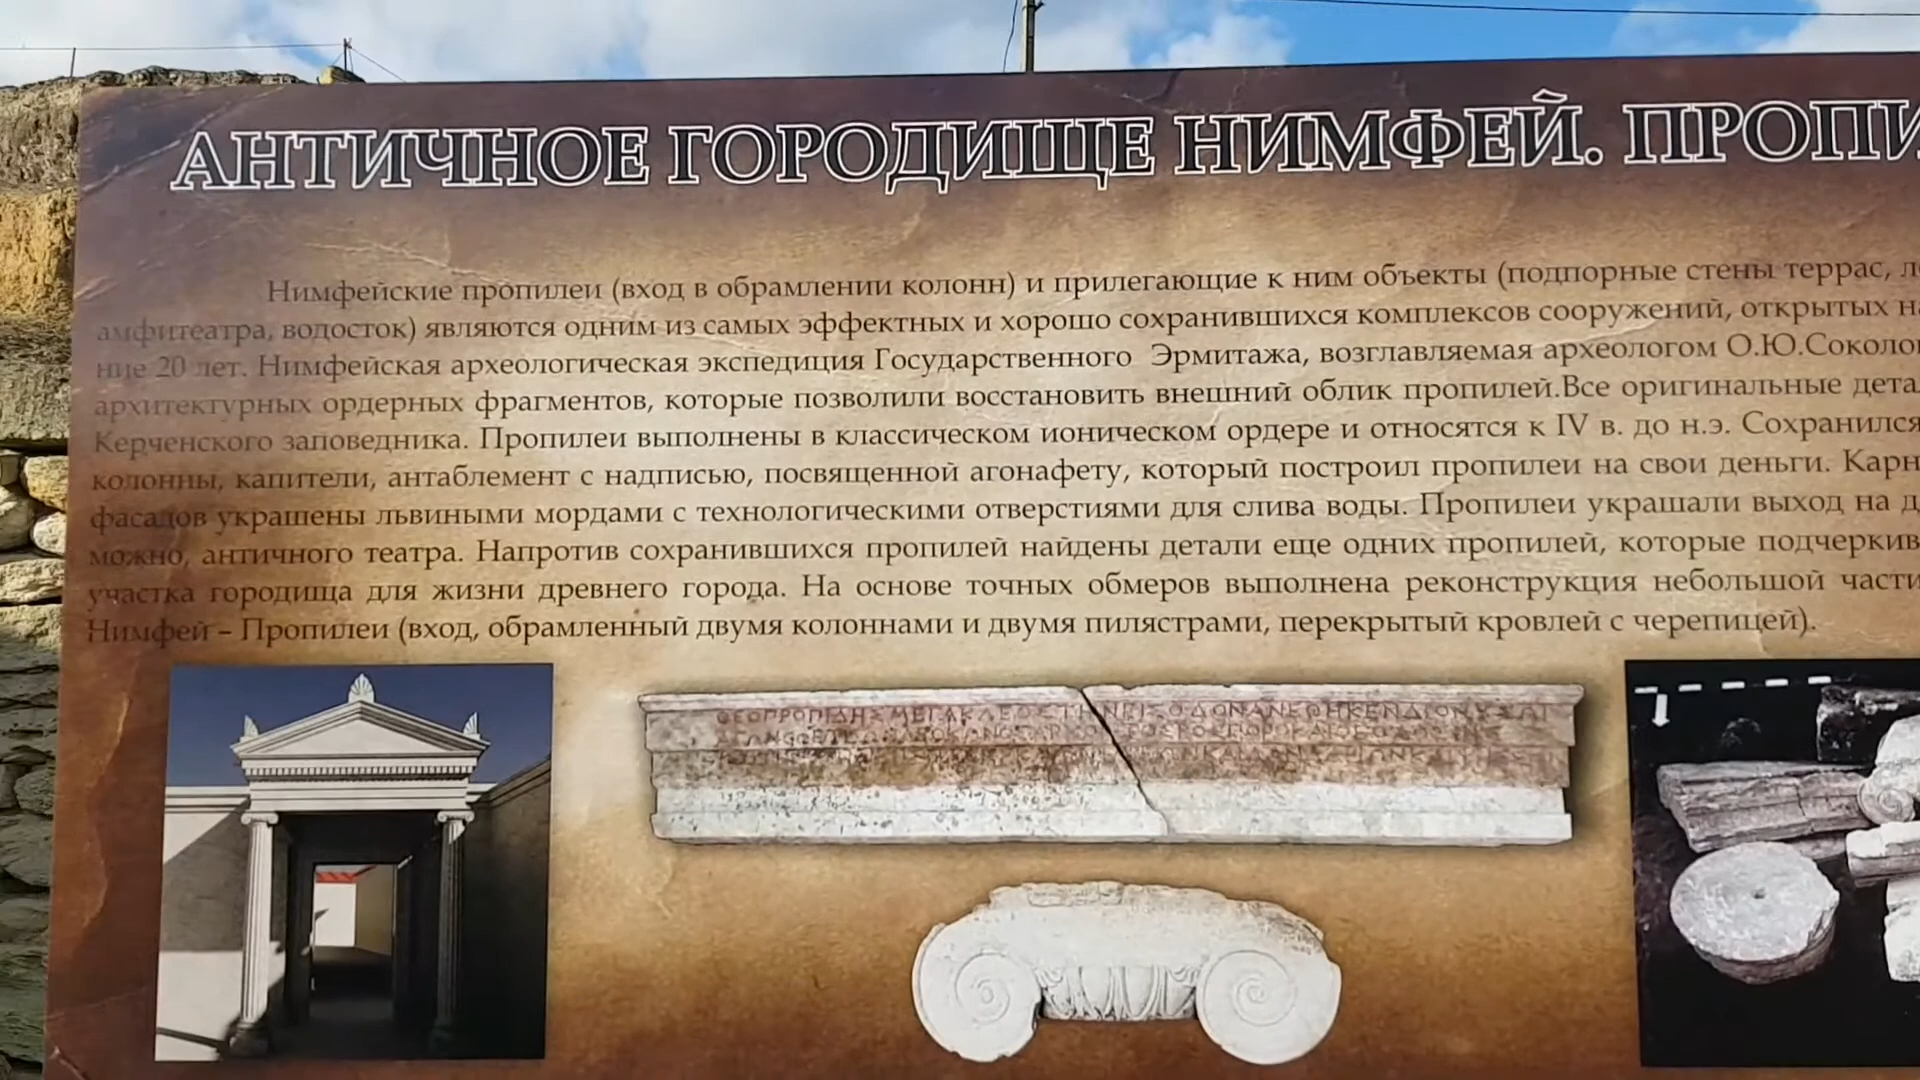 АНТИЧНОЕ ГОРОДИЩЕ НИМФЕЙ. ПРОПИ
Нимфейские пропилеи (вход в обрамлении колонн) и прилегающие к ним объекты (подпорные стены террас, ле
амфитеатра, водосток) являются одним из самых эффектных и хорошо сохранившихся комплексов сооружений, открытых на
ние 20 лет. Нимфейская археологическая экспедиция Государственного Эрмитажа, возглавляемая археологом О.Ю.Соколо
архитектурных ордерных фрагментов, которые позволили восстановить внешний облик пропилей.Все оригинальные дета
Керченского заповедника. Пропилеи выполнены в классическом ионическом ордере и относятся к IV в. до н.э. Сохранился
колонны, капители, антаблемент с надписью, посвященной агонафету, который построил пропилеи на свои деньги. Карн
фасадов украшены львиными мордами с технологическими отверстиями для слива воды. Пропилеи украшали выход на д
можно, античного театра. Напротив сохранившихся пропилей найдены детали еще одних пропилей, которые подчеркив
участка городища для жизни древнего города. На основе точных обмеров выполнена реконструкция небольшой части
Нимфей – Пропилеи (вход, обрамленный двумя колоннами и двумя пилястрами, перекрытый кровлей с черепицей).
ΘΕΟΠΡΟΠΙΔΗΣΜΕΓΑΚΛΕΟΣΤΗΝΕΙΣΟΔΟΝΑΝΕΘΗΚΕΝΔΙΟΝΥΣΩΙ